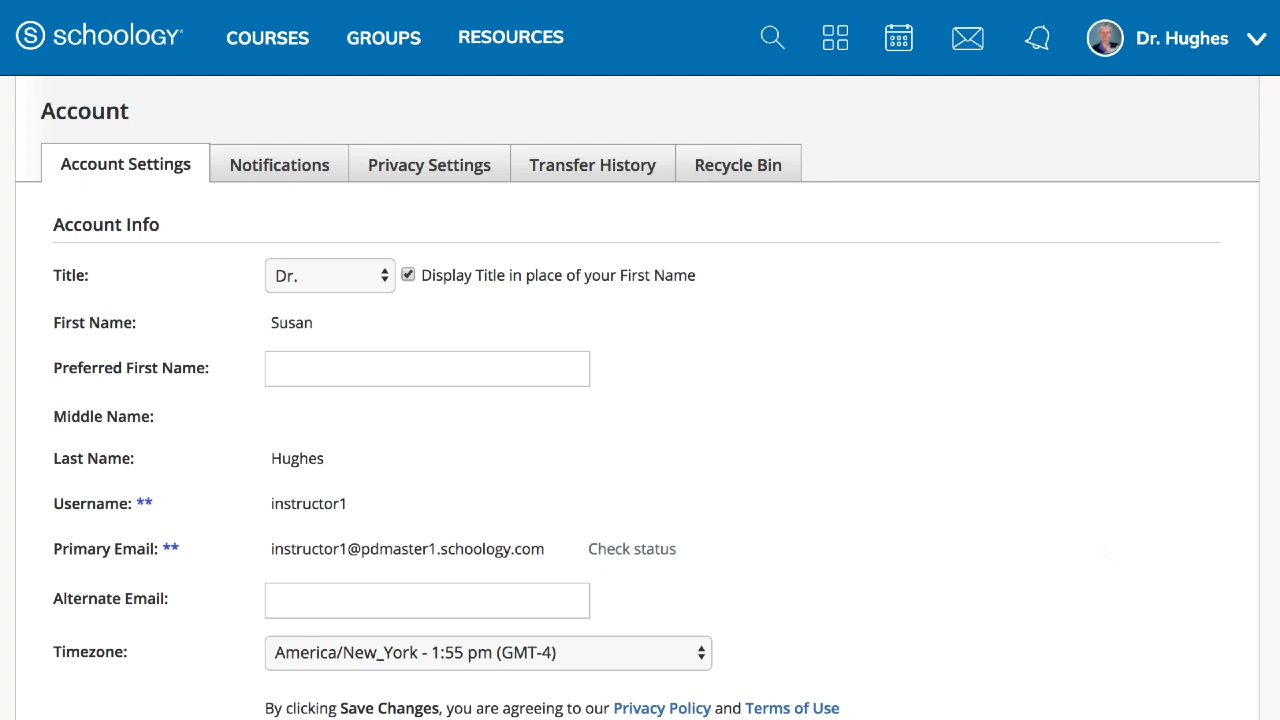 schoology COURSES GROUPS RESOURCES Dr. Hughes
Account
Account Settings Notifications Privacy Settings Transfer History Recycle Bin
Account Info
Title: Dr. Display Title in place of your First Name
First Name: Susan
Preferred First Name:
Middle Name:
Last Name: Hughes
Username: ** instructor1
Primary Email: ** instructor1@pdmaster1.schoology.com Check status
Alternate Email:
Timezone: America/New_York - 1:55 pm (GMT-4)
By clicking Save Changes, you are agreeing to our Privacy Policy and Terms of Use